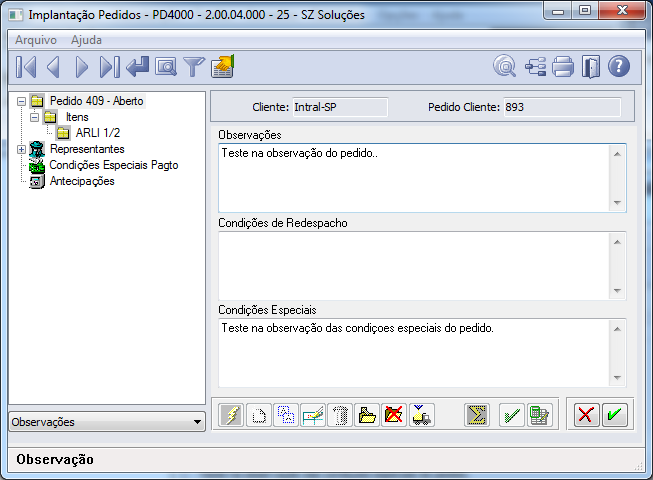 Implantação Pedidos - PD4000 - 2.00.04.000 - 25 - SZ Soluções
Arquivo Ajuda
Pedido 409 - Aberto
Itens
ARLI 1/2
Representantes
Condições Especiais Pagto
Antecipações
Cliente: Intral-SP Pedido Cliente: 893
Observações
Teste na observação do pedido..
Condições de Redespacho
Condições Especiais
Teste na observação das condiçoes especiais do pedido.
Observações
Observação